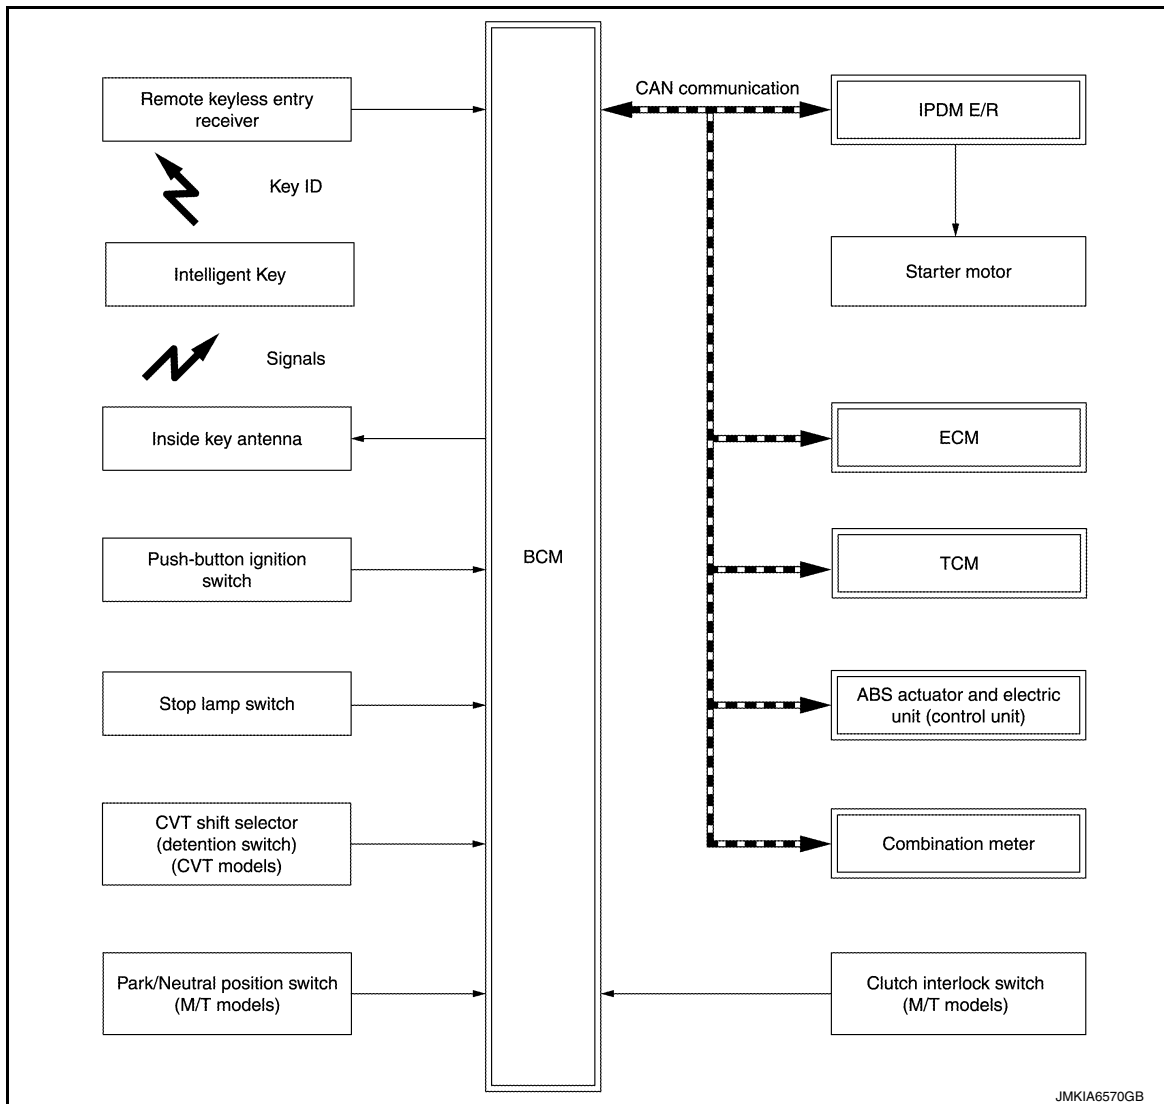 Remote keyless entry
receiver
Key ID
Intelligent Key
Signals
Inside key antenna
Push-button ignition
switch
Stop lamp switch
CVT shift selector
(detention switch)
(CVT models)
Park/Neutral position switch
(M/T models)
BCM
CAN communication
IPDM E/R
Starter motor
ECM
TCM
ABS actuator and electric
unit (control unit)
Combination meter
Clutch interlock switch
(M/T models)
JMKIA6570GB